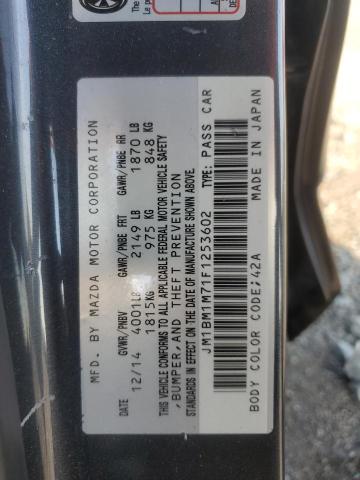 MFD. BY MAZDA MOTOR CORPORATION
DATE GVWR/PNBV GAWR/PNBE FRT GAWR/PNBE RR
12/14 4001LB 2149 LB 1870 LB
1815KG 975 KG 848 KG
THIS VEHICLE CONFORMS TO ALL APPLICABLE FEDERAL MOTOR VEHICLE SAFETY
,BUMPER,AND THEFT PREVENTION
STANDARDS IN EFFECT ON THE DATE OF MANUFACTURE SHOWN ABOVE.
JM1BM1M71F1253602 TYPE: PASS CAR
BODY COLOR CODE;42A MADE IN JAPAN